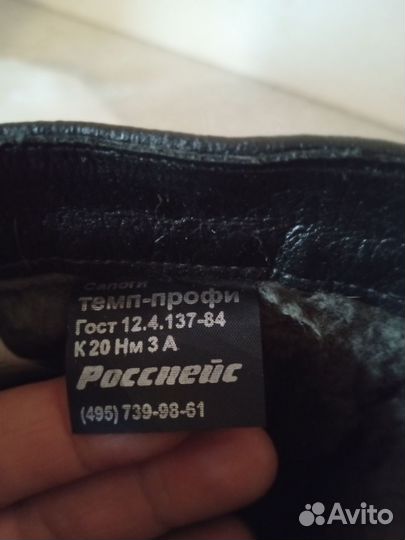 Сапоги
темп-профи
Гост 12.4.137-84
К 20 Нм 3 А
Росспейс
(495) 739-98-61
Avito